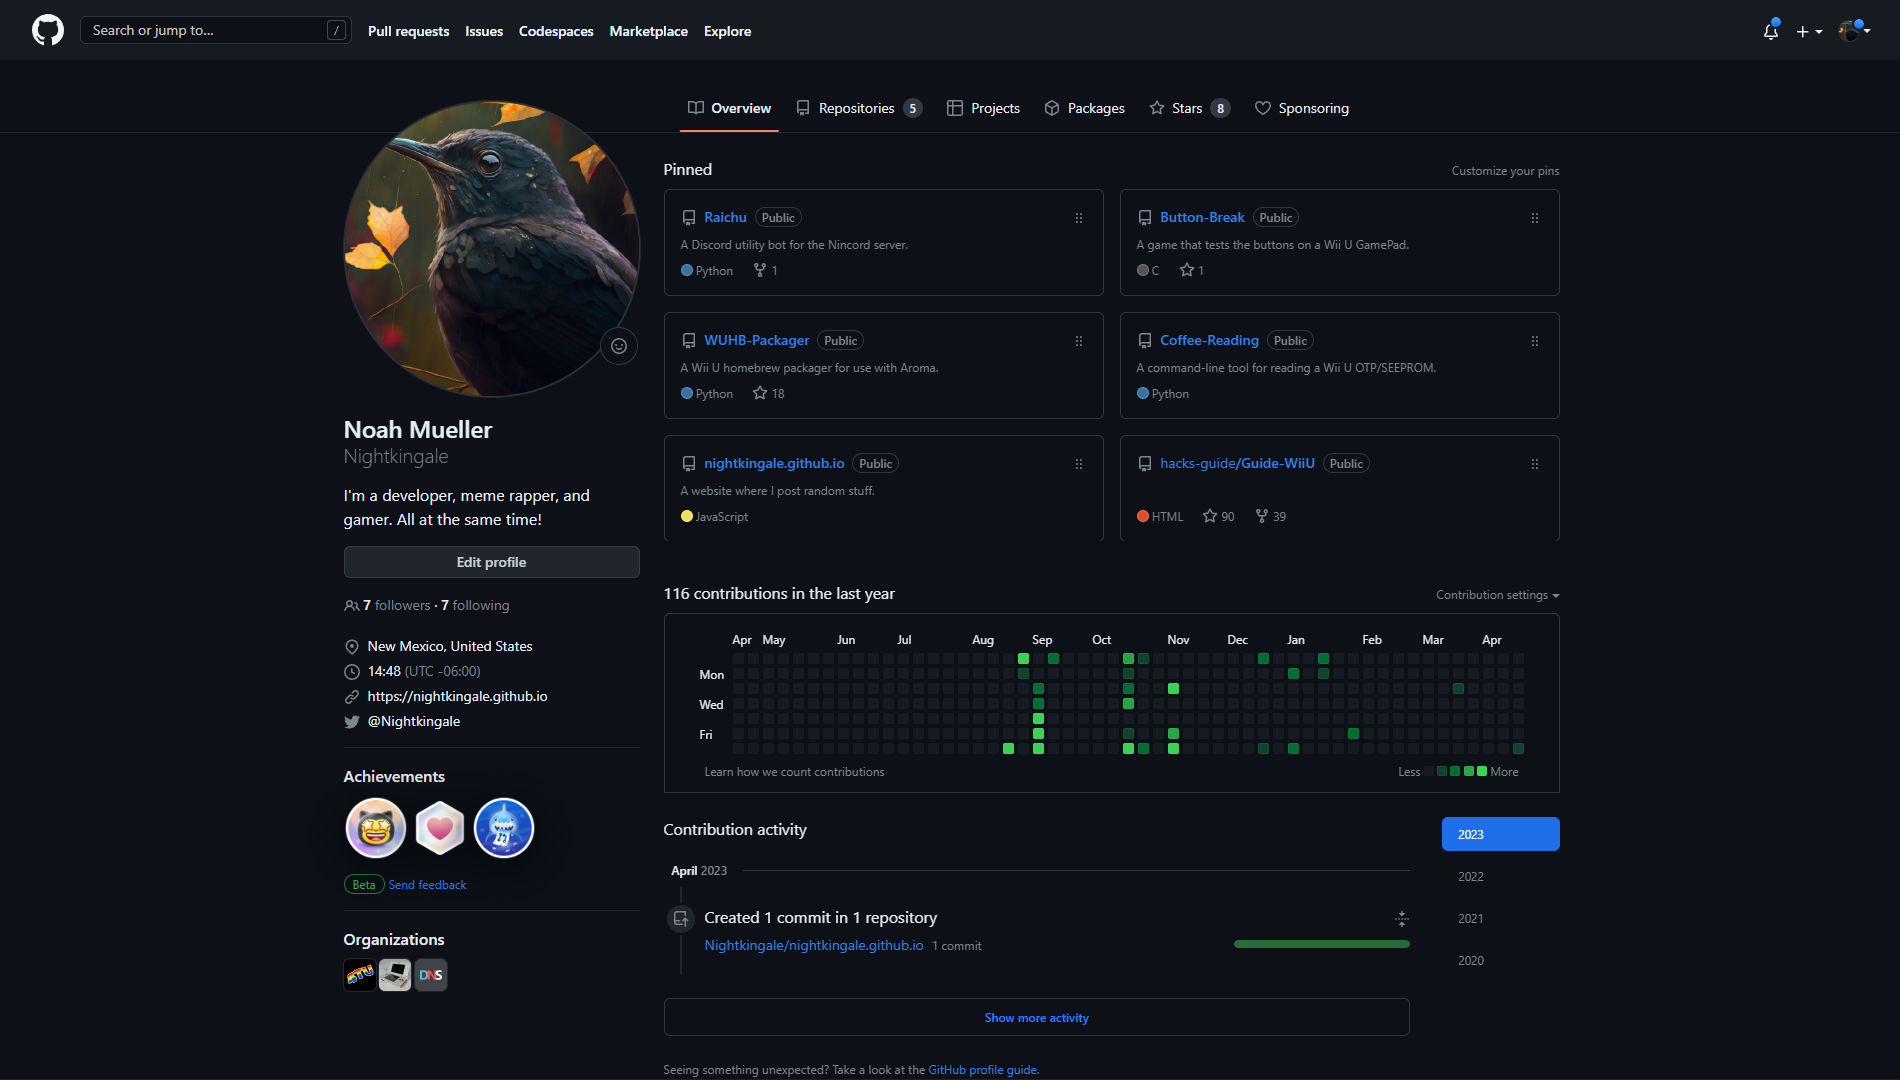 Search or jump to...
/
Pull requests
Issues
Codespaces
Marketplace
Explore
Overview
Repositories 5
Projects
Packages
Stars 8
Sponsoring
Noah Mueller
Nightkingale
I'm a developer, meme rapper, and
gamer. All at the same time!
Edit profile
7 followers · 7 following
New Mexico, United States
14:48 (UTC -06:00)
https://nightkingale.github.io
@Nightkingale
Achievements
Beta Send feedback
Organizations
DNS
Pinned
Customize your pins
Raichu Public
A Discord utility bot for the Nincord server.
Python 1
Button-Break Public
A game that tests the buttons on a Wii U GamePad.
C 1
WUHB-Packager Public
A Wii U homebrew packager for use with Aroma.
Python 18
Coffee-Reading Public
A command-line tool for reading a Wii U OTP/SEEPROM.
Python
nightkingale.github.io Public
A website where I post random stuff.
JavaScript
hacks-guide/Guide-WiiU Public
HTML 90 39
116 contributions in the last year
Contribution settings
Apr May Jun Jul Aug Sep Oct Nov Dec Jan Feb Mar Apr
Mon
Wed
Fri
Learn how we count contributions
Less More
Contribution activity
2023
2022
2021
2020
April 2023
Created 1 commit in 1 repository
Nightkingale/nightkingale.github.io 1 commit
Show more activity
Seeing something unexpected? Take a look at the GitHub profile guide.